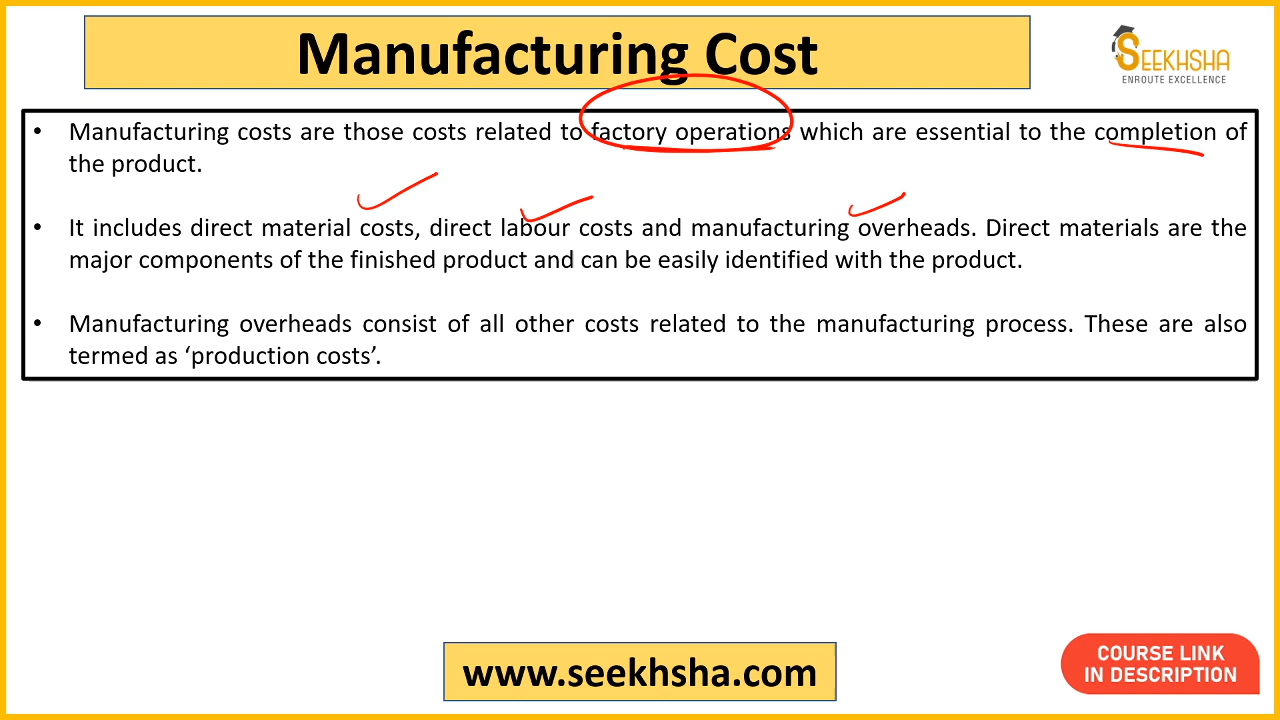 Manufacturing Cost
SEEKHSHA
ENROUTE EXCELLENCE
• Manufacturing costs are those costs related to factory operations which are essential to the completion of
the product.
• It includes direct material costs, direct labour costs and manufacturing overheads. Direct materials are the
major components of the finished product and can be easily identified with the product.
• Manufacturing overheads consist of all other costs related to the manufacturing process. These are also
termed as ‘production costs’.
www.seekhsha.com
COURSE LINK
IN DESCRIPTION